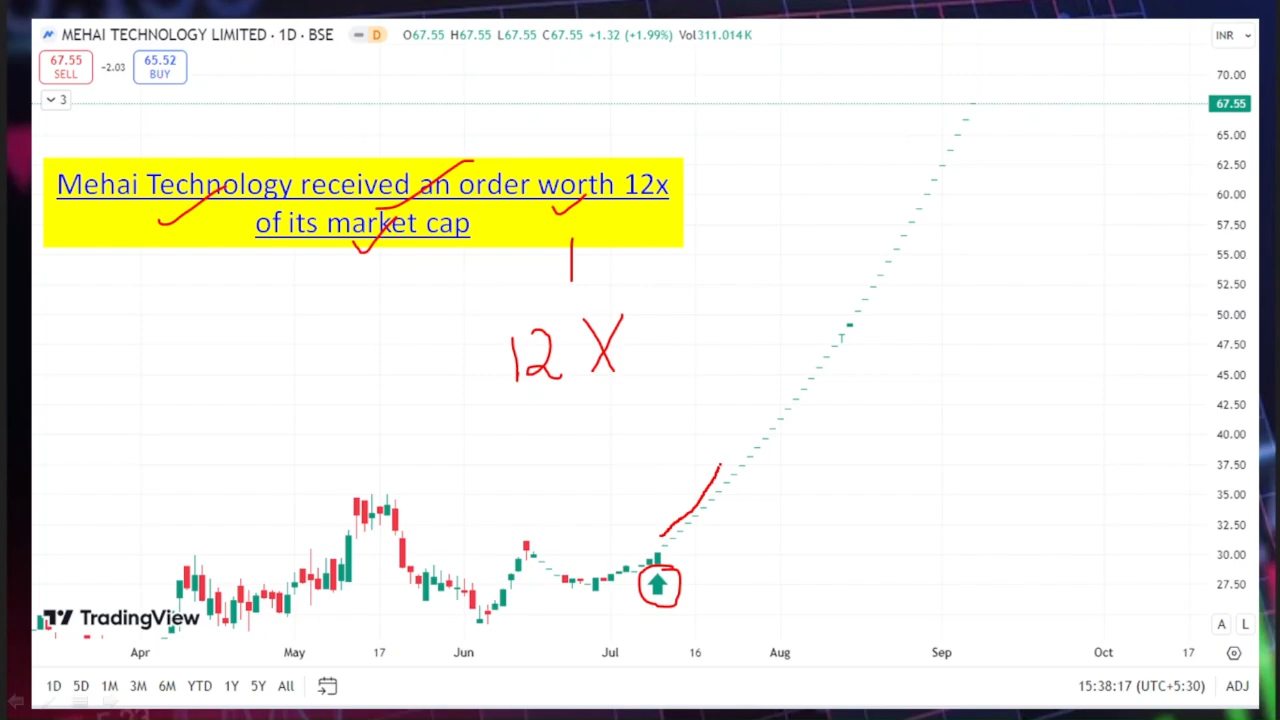 MEHAI TECHNOLOGY LIMITED · 1D · BSE D O67.55 H67.55 L67.55 C67.55 +1.32 (+1.99%) Vol311.014K INR
67.55 SELL -2.03 65.52 BUY
3
Mehai Technology received an order worth 12x
of its market cap
12 X
70.00
67.55
65.00
62.50
60.00
57.50
55.00
52.50
50.00
47.50
45.00
42.50
40.00
37.50
35.00
32.50
30.00
27.50
TradingView
A L
Apr May 17 Jun Jul 16 Aug Sep Oct 17
1D 5D 1M 3M 6M YTD 1Y 5Y All 15:38:17 (UTC+5:30) ADJ